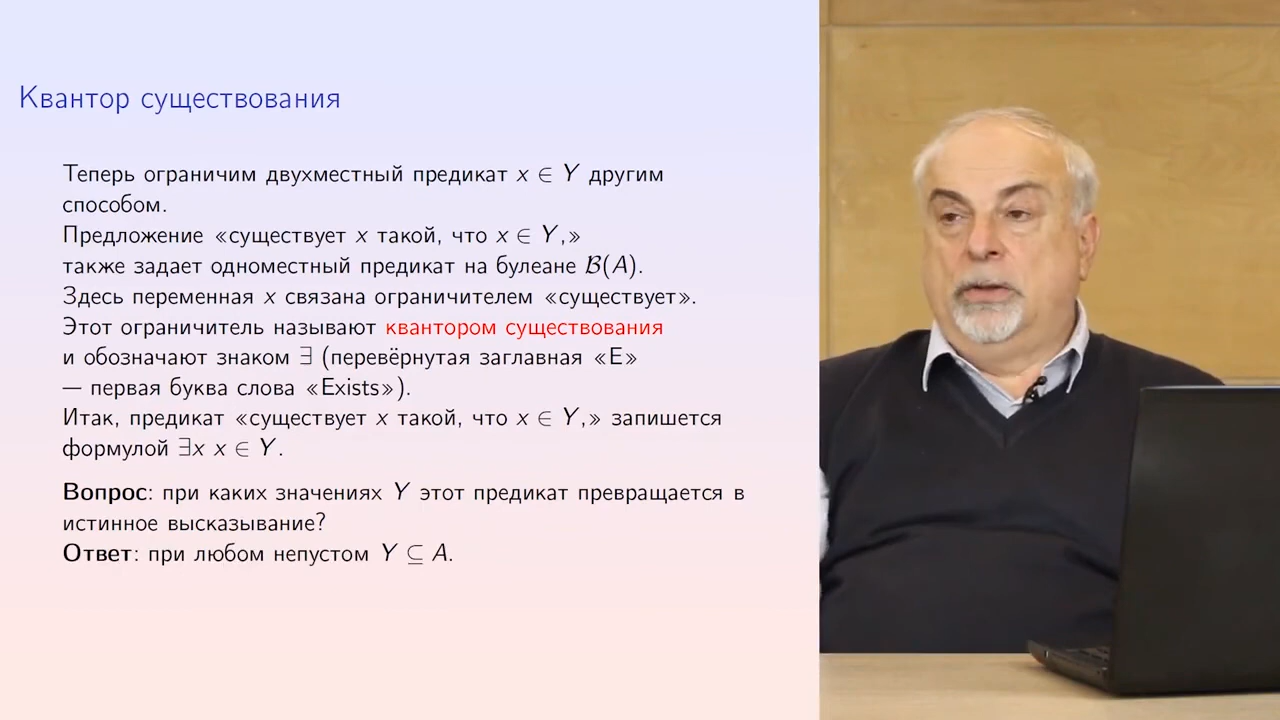 Квантор существования
Теперь ограничим двухместный предикат x ∈ Y другим
способом.
Предложение «существует x такой, что x ∈ Y,»
также задает одноместный предикат на булеане ℬ(A).
Здесь переменная x связана ограничителем «существует».
Этот ограничитель называют квантором существования
и обозначают знаком ∃ (перевёрнутая заглавная «E»
— первая буква слова «Exists»).
Итак, предикат «существует x такой, что x ∈ Y,» запишется
формулой ∃x x ∈ Y.
Вопрос: при каких значениях Y этот предикат превращается в
истинное высказывание?
Ответ: при любом непустом Y ⊆ A.